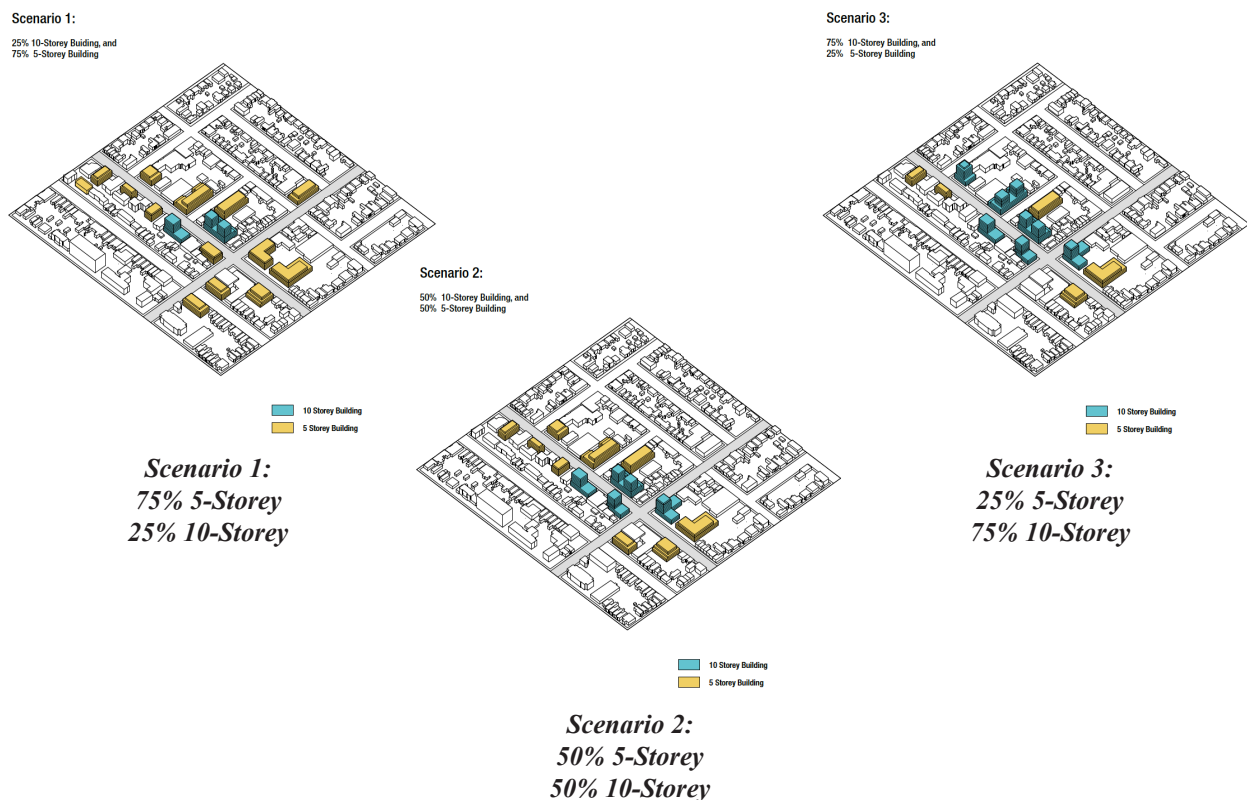 Scenario 1:
25% 10-Storey Buiding, and
75% 5-Storey Building
10 Storey Building
5 Storey Building
Scenario 1:
75% 5-Storey
25% 10-Storey
Scenario 2:
50% 10-Storey Building, and
50% 5-Storey Building
10 Storey Building
5 Storey Building
Scenario 2:
50% 5-Storey
50% 10-Storey
Scenario 3:
75% 10-Storey Buiding, and
25% 5-Storey Building
10 Storey Building
5 Storey Building
Scenario 3:
25% 5-Storey
75% 10-Storey